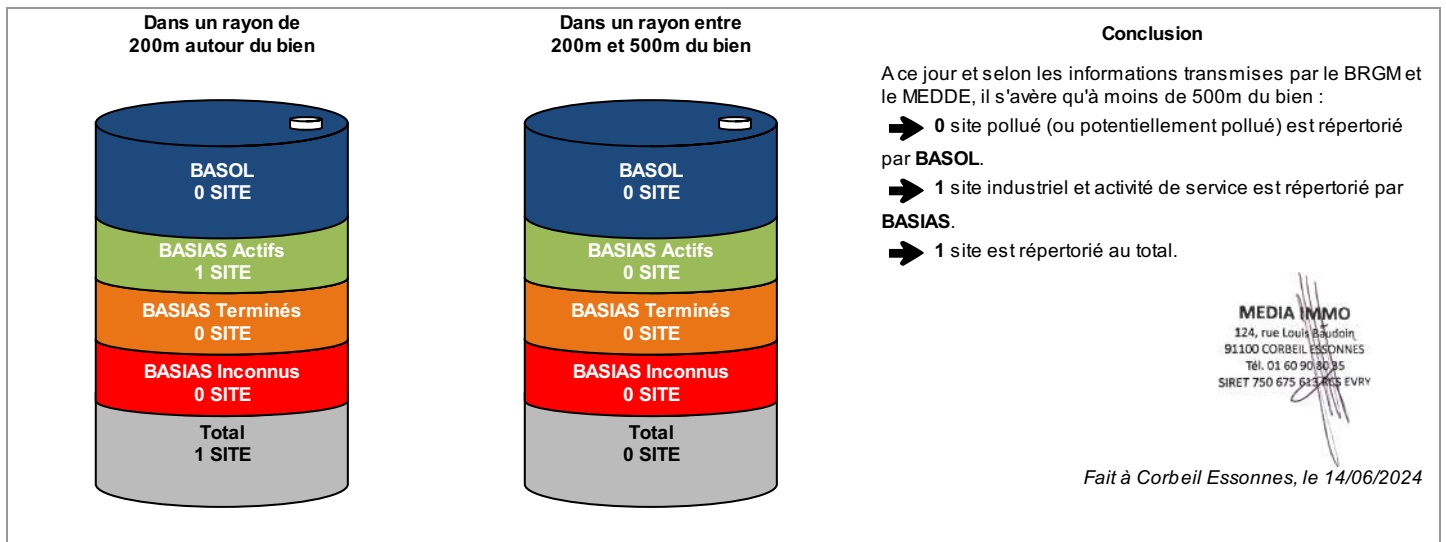 Dans un rayon de
200m autour du bien
BASOL
0 SITE
BASIAS Actifs
1 SITE
BASIAS Terminés
0 SITE
BASIAS Inconnus
0 SITE
Total
1 SITE
Dans un rayon entre
200m et 500m du bien
BASOL
0 SITE
BASIAS Actifs
0 SITE
BASIAS Terminés
0 SITE
BASIAS Inconnus
0 SITE
Total
0 SITE
Conclusion
A ce jour et selon les informations transmises par le BRGM et
le MEDDE, il s'avère qu'à moins de 500m du bien :
0 site pollué (ou potentiellement pollué) est répertorié
par BASOL.
1 site industriel et activité de service est répertorié par
BASIAS.
1 site est répertorié au total.
MEDIA IMMO
124, rue Louis Baudoin
91100 CORBEIL ESSONNES
Tél. 01 60 90 80 85
SIRET 750 675 613 RCS EVRY
Fait à Corbeil Essonnes, le 14/06/2024